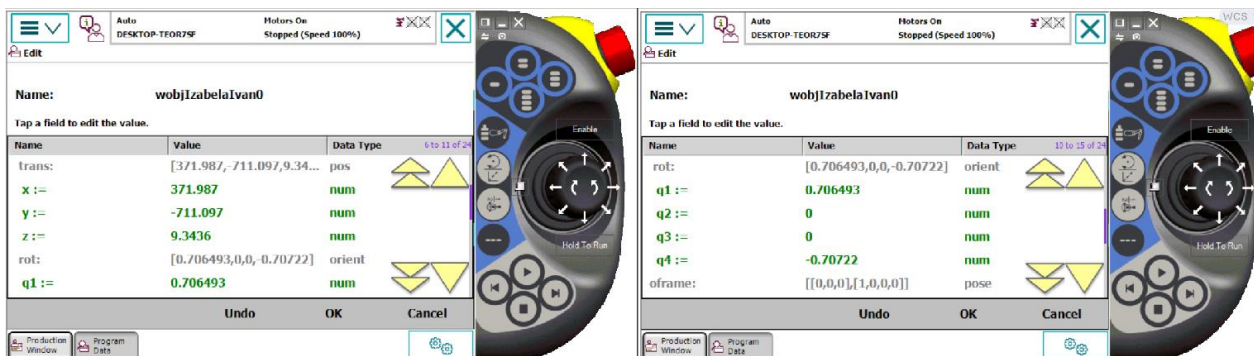 Auto
DESKTOP-TEOR7SF
Motors On
Stopped (Speed 100%)
Edit
Name: wobjIzabelaIvan0
Tap a field to edit the value.
Name Value Data Type 6 to 11 of 24
trans: [371.987,-711.097,9.34... pos
x := 371.987 num
y := -711.097 num
z := 9.3436 num
rot: [0.706493,0,0,-0.70722] orient
q1 := 0.706493 num
Undo OK Cancel
Production Window
Program Data
Enable
Hold To Run
Auto
DESKTOP-TEOR7SF
Motors On
Stopped (Speed 100%)
WCS
Edit
Name: wobjIzabelaIvan0
Tap a field to edit the value.
Name Value Data Type 10 to 15 of 24
rot: [0.706493,0,0,-0.70722] orient
q1 := 0.706493 num
q2 := 0 num
q3 := 0 num
q4 := -0.70722 num
oframe: [[0,0,0],[1,0,0,0]] pose
Undo OK Cancel
Production Window
Program Data
Enable
Hold To Run